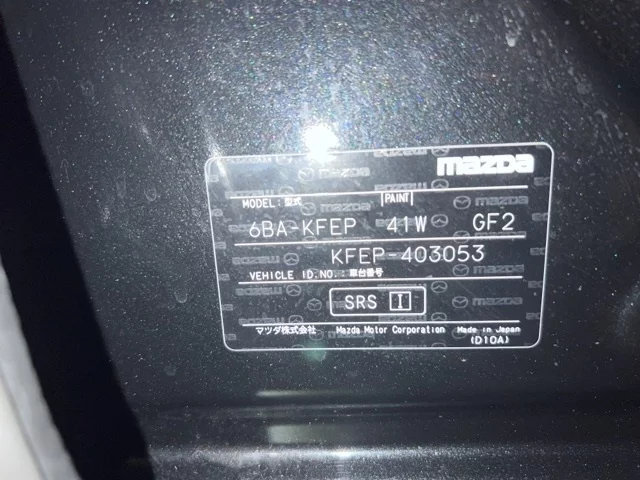 mazda
MODEL:型式 PAINT
6BA-KFEP 41W GF2
KFEP-403053
VEHICLE ID.NO.:車台番号
SRS I
マツダ株式会社 Mazda Motor Corporation Made in Japan
(D10A)